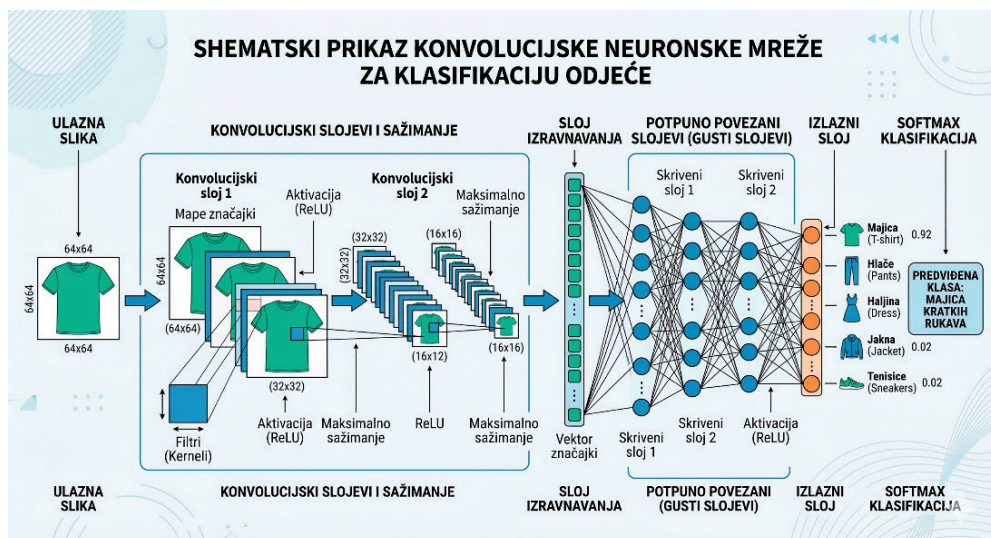 SHEMATSKI PRIKAZ KONVOLUCIJSKE NEURONSKE MREŽE
ZA KLASIFIKACIJU ODJEĆE
ULAZNA
SLIKA
KONVOLUCIJSKI SLOJEVI I SAŽIMANJE
SLOJ
IZRAVNAVANJA
POTPUNO POVEZANI
SLOJEVI (GUSTI SLOJEVI)
IZLAZNI
SLOJ
SOFTMAX
KLASIFIKACIJA
64x64
64x64
64x64
Konvolucijski
sloj 1
Mape značajki
64x64
(64x64)
Aktivacija
(ReLU)
(32x32)
Filtri
(Kerneli)
Aktivacija
(ReLU)
Maksimalno
sažimanje
Konvolucijski
sloj 2
(32x32)
(32x32)
(16x12)
ReLU
Maksimalno
sažimanje
(16x16)
(16x16)
Maksimalno
sažimanje
Vektor
značajki
Skriveni
sloj 1
Skriveni
sloj 2
Skriveni
sloj 1
Skriveni
sloj 2
Aktivacija
(ReLU)
Majica
(T-shirt) 0.92
Hlače
(Pants)
Haljina
(Dress)
Jakna
(Jacket) 0.02
Tenisice
(Sneakers) 0.02
PREDVIĐENA
KLASA:
MAJICA
KRATKIH
RUKAVA
ULAZNA
SLIKA
KONVOLUCIJSKI SLOJEVI I SAŽIMANJE
SLOJ
IZRAVNAVANJA
POTPUNO POVEZANI
(GUSTI SLOJEVI)
IZLAZNI
SLOJ
SOFTMAX
KLASIFIKACIJA